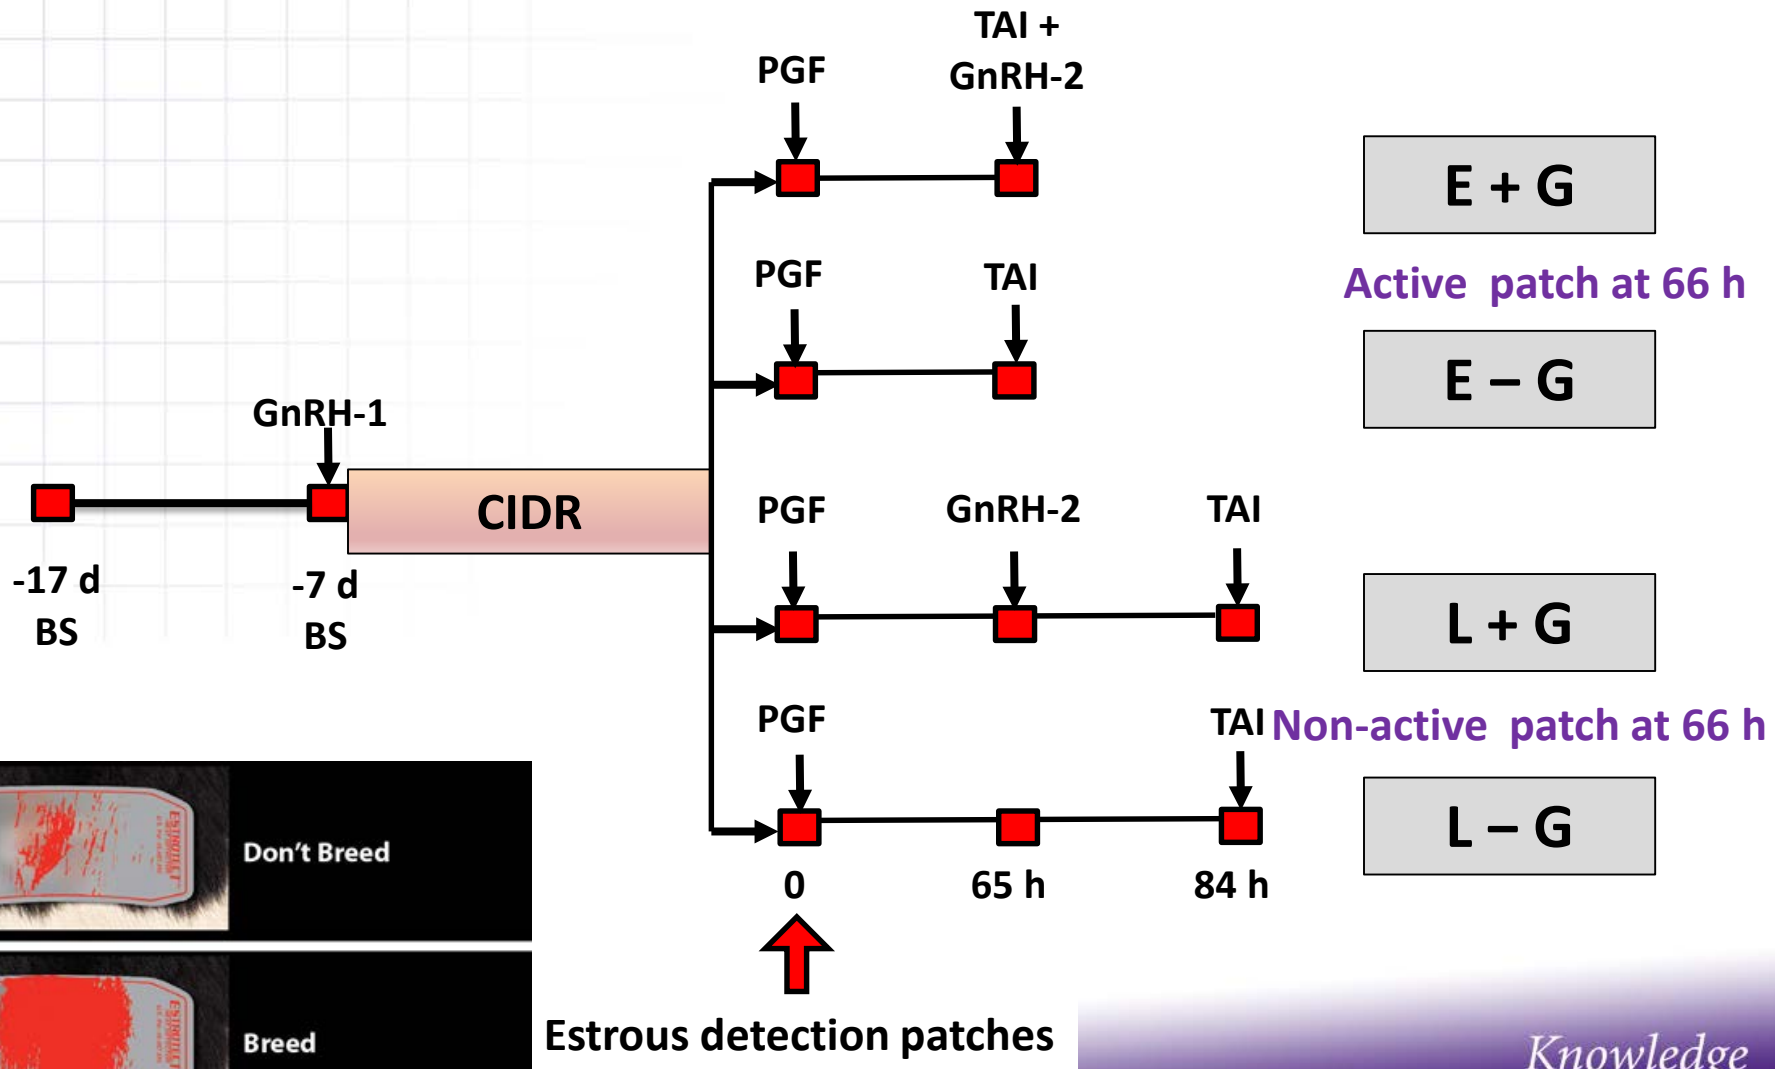 TAI +
GnRH-2
PGF
E + G
PGF
TAI
Active patch at 66 h
E – G
GnRH-1
CIDR
PGF
GnRH-2
TAI
-17 d
BS
-7 d
BS
L + G
PGF
TAI
Non-active patch at 66 h
L – G
0
65 h
84 h
ESTROTECT
Don't Breed
ESTROTECT
Breed
Estrous detection patches
Knowledge